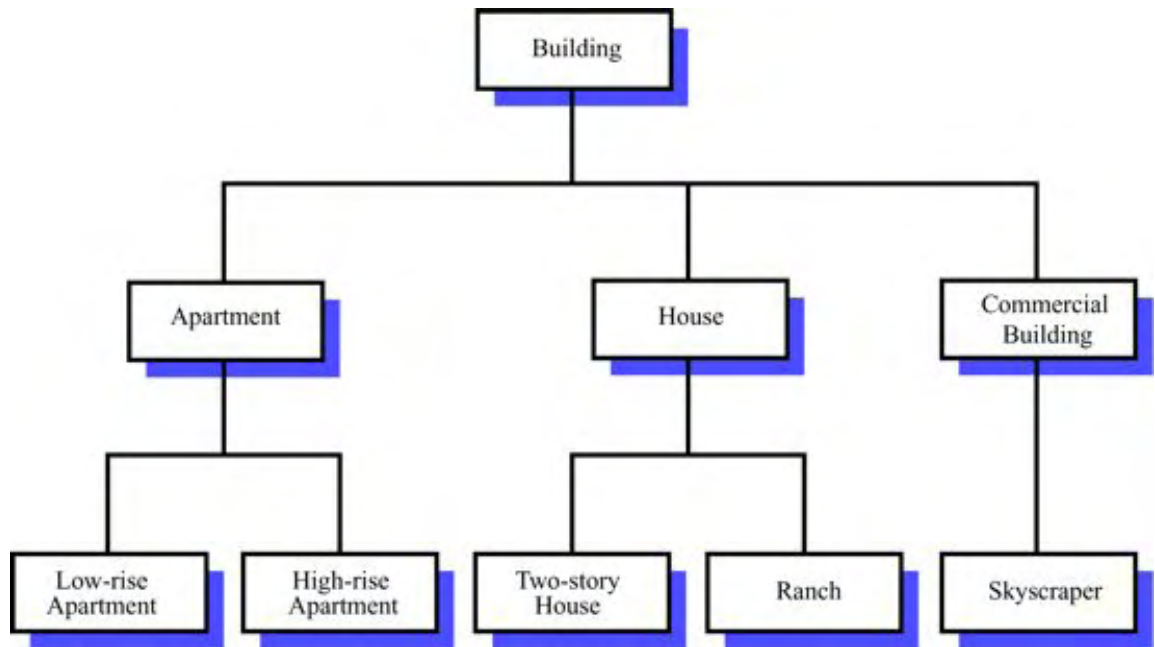 Building
Apartment
House
Commercial
Building
Low-rise
Apartment
High-rise
Apartment
Two-story
House
Ranch
Skyscraper